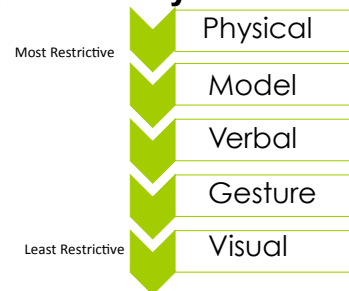 Physical
Most Restrictive
Model
Verbal
Gesture
Visual
Least Restrictive